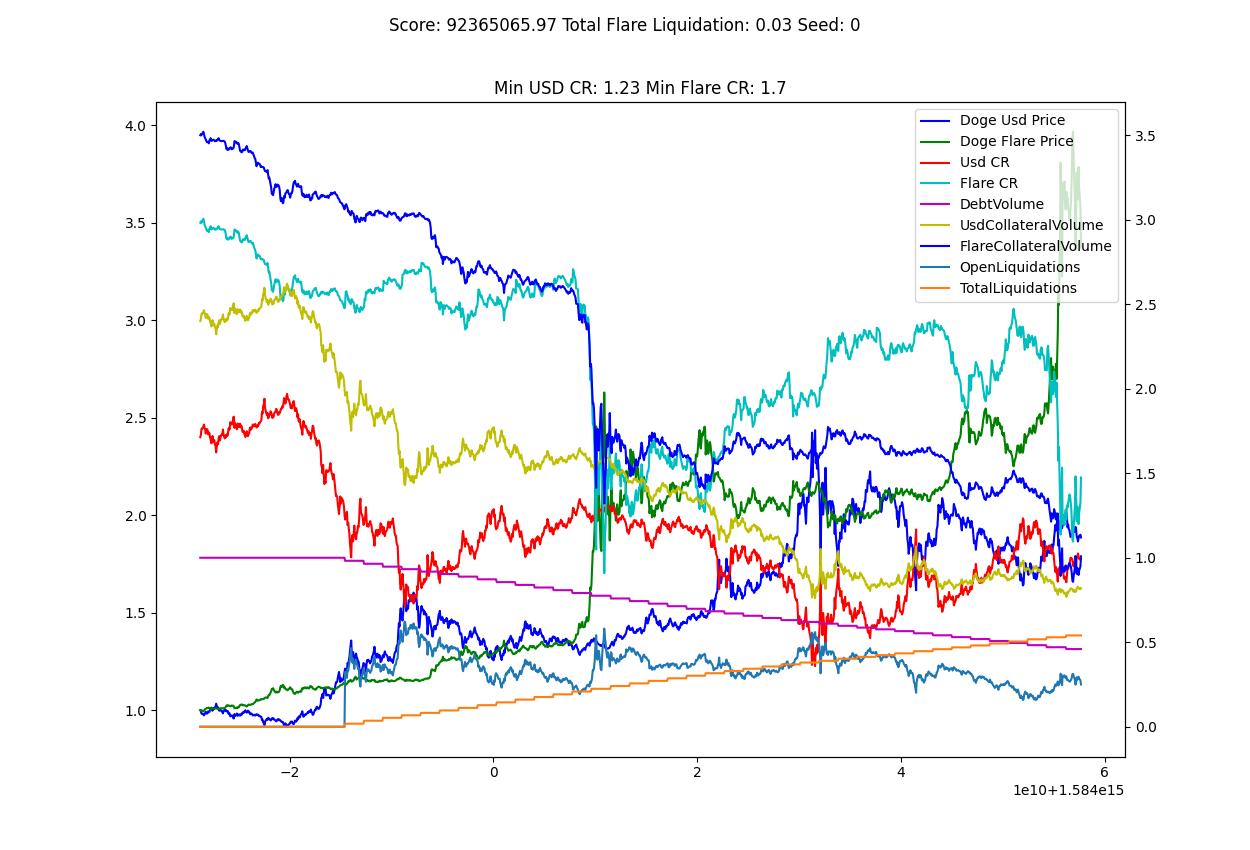 Score: 92365065.97 Total Flare Liquidation: 0.03 Seed: 0
Min USD CR: 1.23 Min Flare CR: 1.7
4.0
3.5
3.0
2.5
2.0
1.5
1.0
Doge Usd Price
Doge Flare Price
Usd CR
Flare CR
DebtVolume
UsdCollateralVolume
FlareCollateralVolume
OpenLiquidations
TotalLiquidations
3.5
3.0
2.5
2.0
1.5
1.0
0.5
0.0
−2 0 2 4 6
1e10+1.584e15